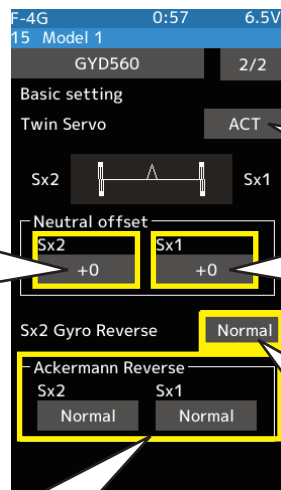 F-4G 0:57 6.5V
15 Model 1
GYD560 2/2
Basic setting
Twin Servo ACT
Sx2 Sx1
Neutral offset
Sx2 Sx1
+0 +0
Sx2 Gyro Reverse Normal
Ackermann Reverse
Sx2 Sx1
Normal Normal